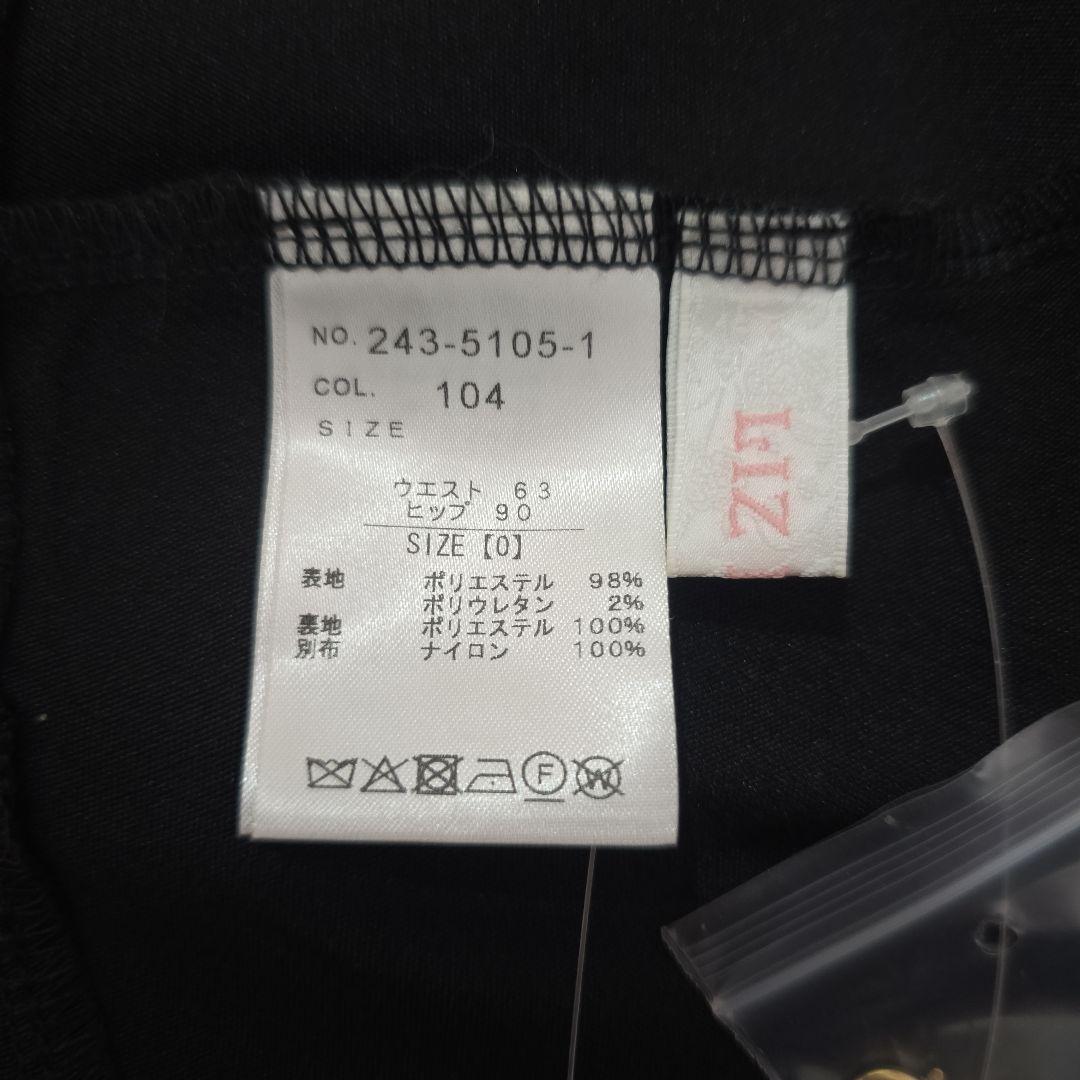 NO. 243-5105-1
COL. 104
SIZE
ウエスト 63
ヒップ 90
SIZE【0】
表地 ポリエステル 98%
ポリウレタン 2%
裏地 ポリエステル 100%
別布 ナイロン 100%
F
W
LIZ